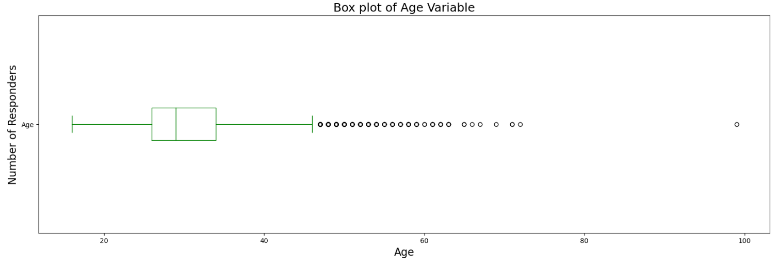 Box plot of Age Variable
Number of Responders
Age
20
40
60
80
100
Age